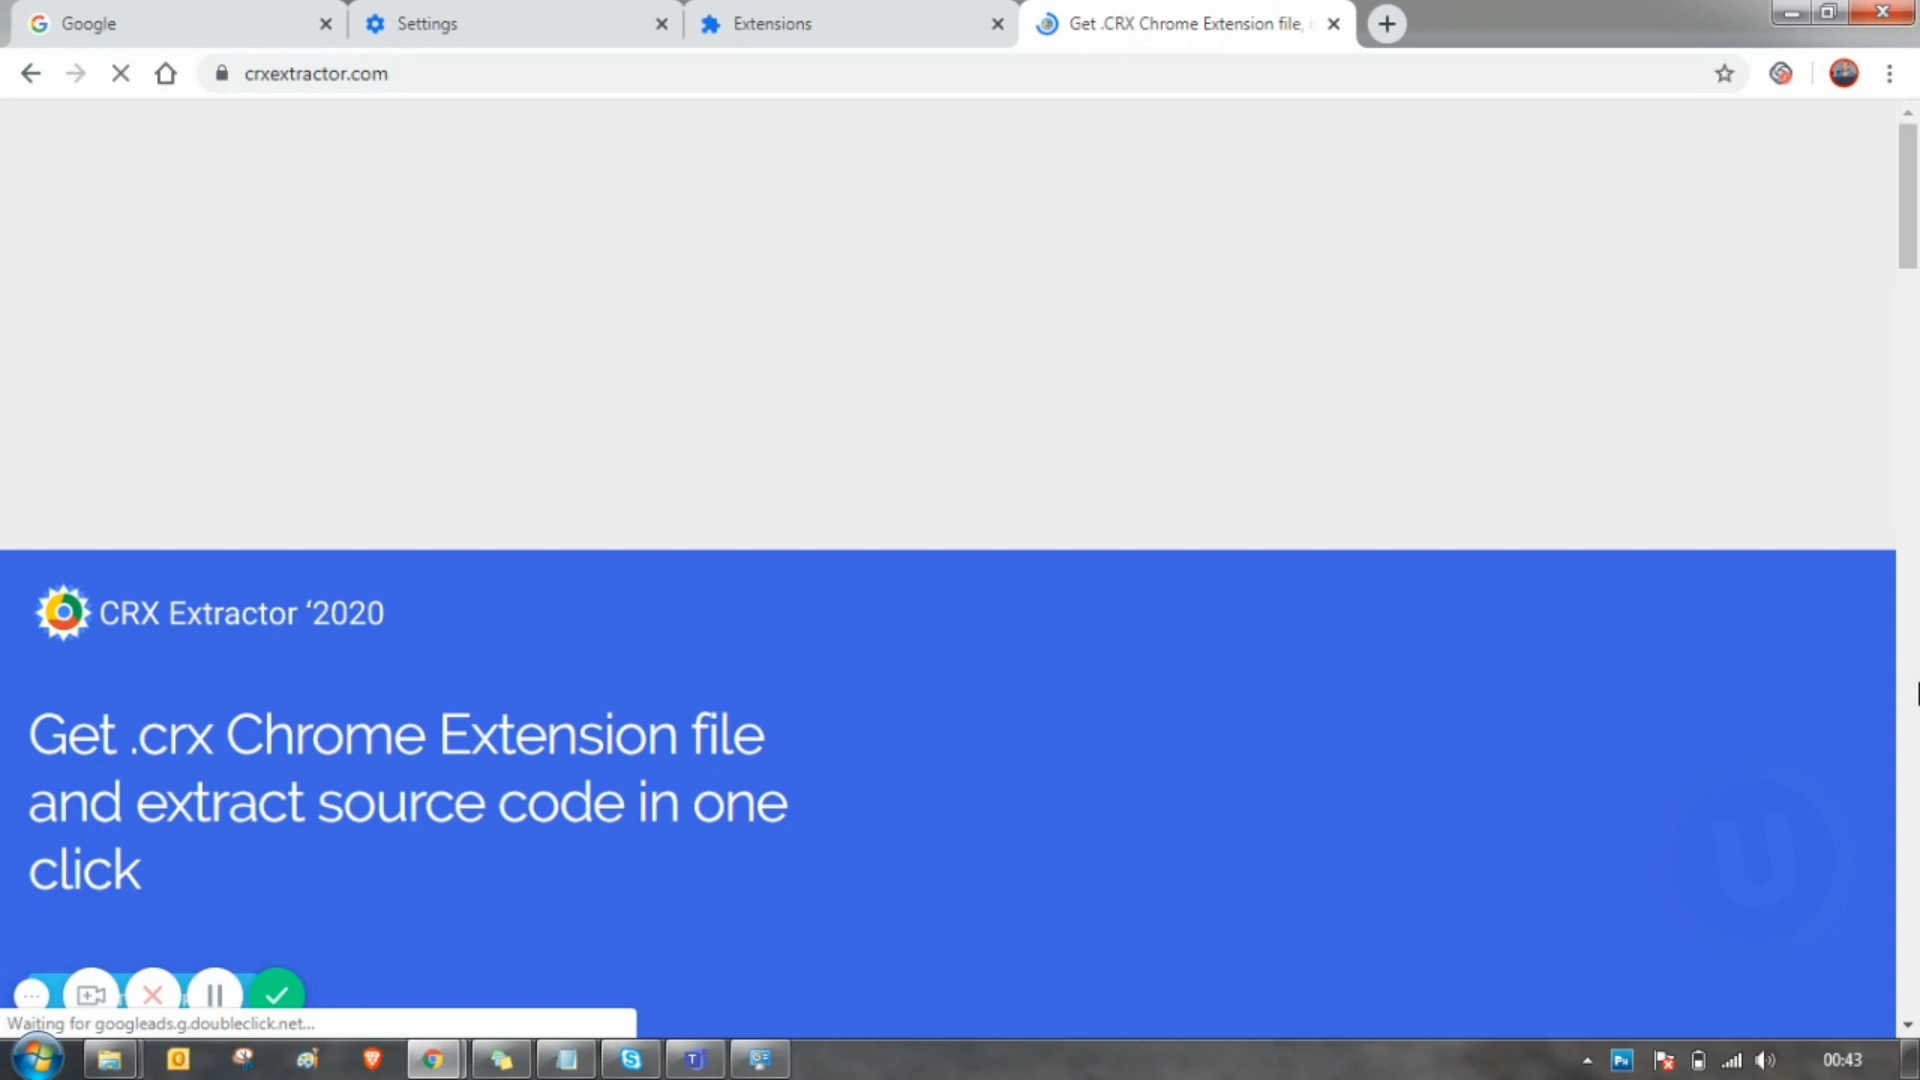 Google
Settings
Extensions
Get .CRX Chrome Extension file,
crxextractor.com
CRX Extractor ‘2020
Get .crx Chrome Extension file
and extract source code in one
click
Waiting for googleads.g.doubleclick.net...
00:43